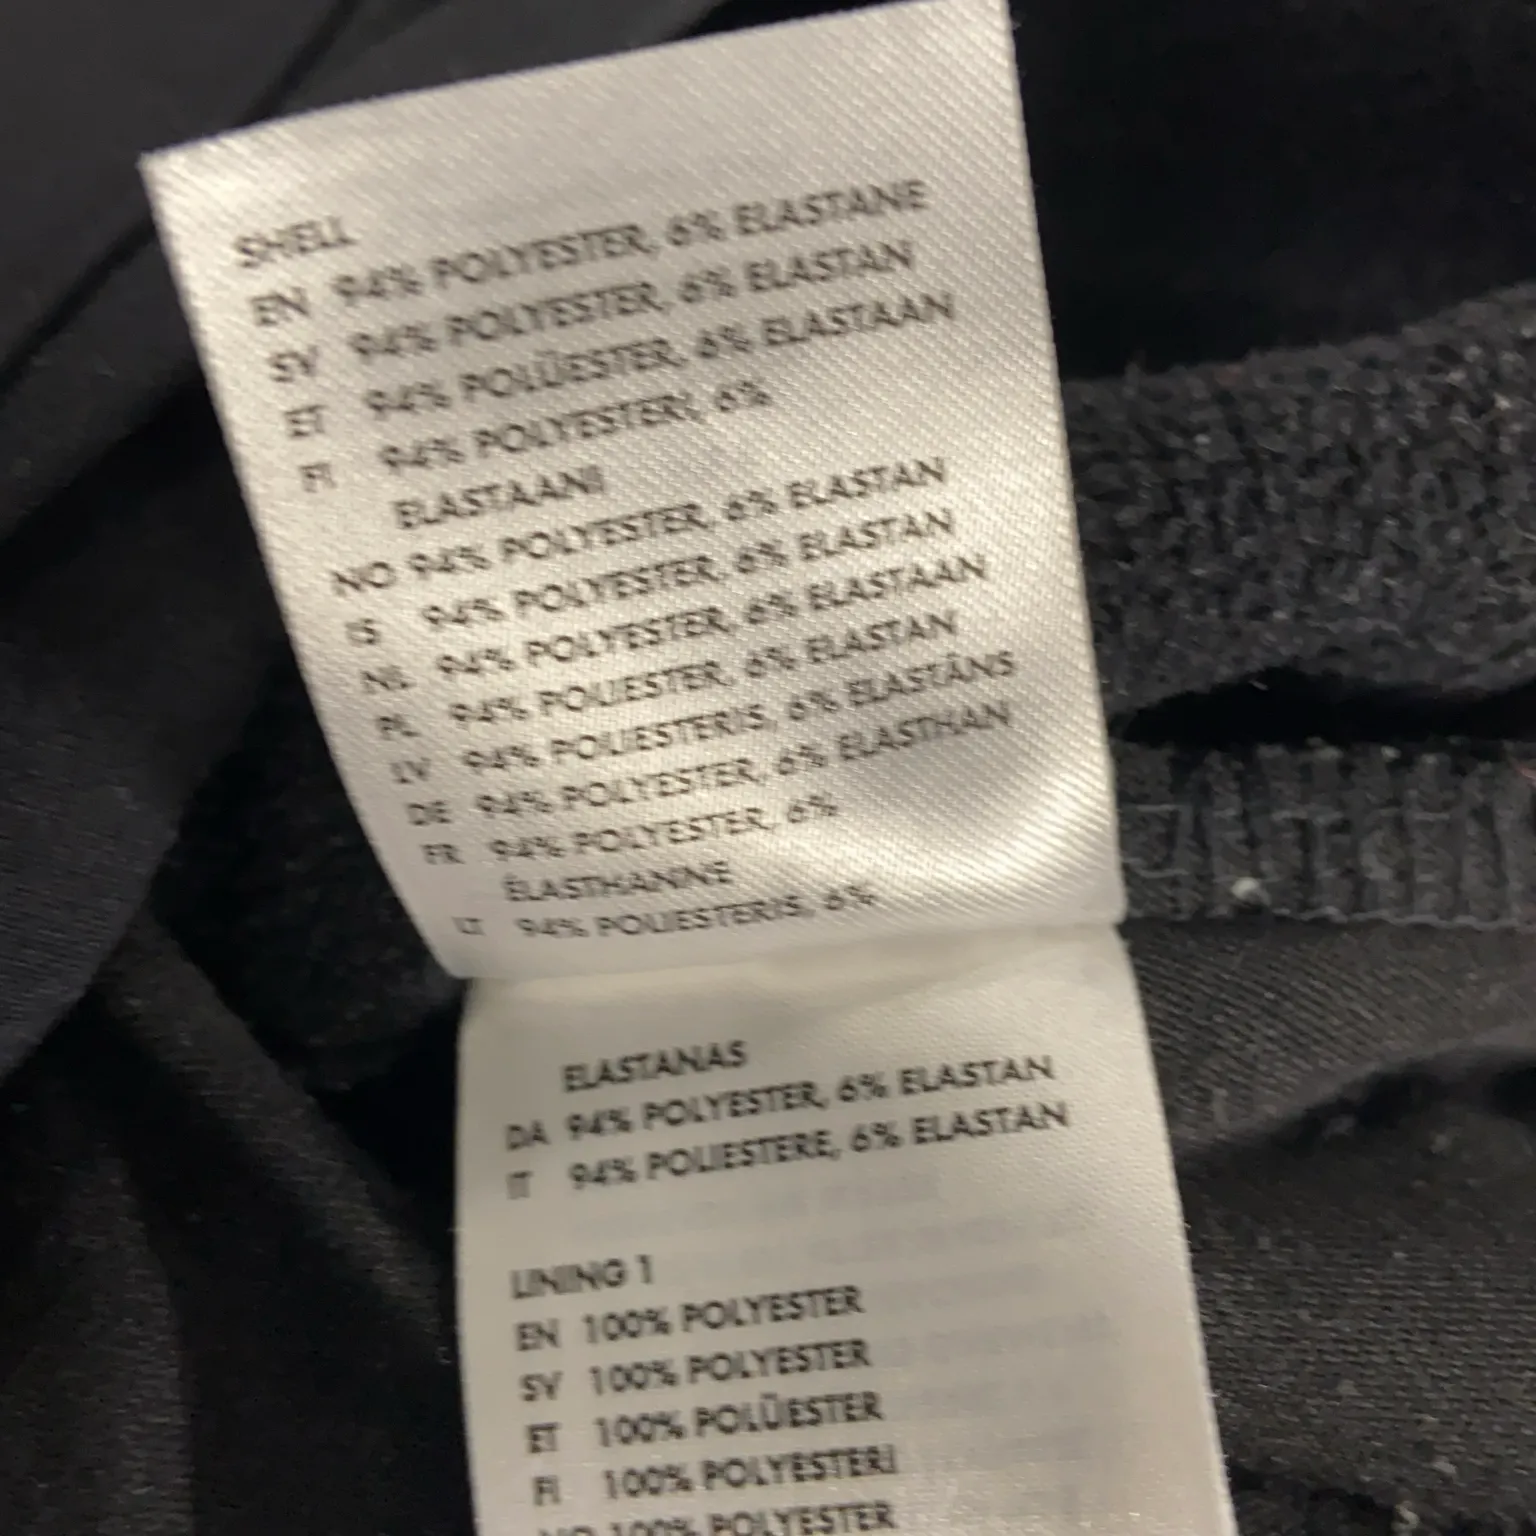 SHELL
EN 94% POLYESTER, 6% ELASTANE
SV 94% POLYESTER, 6% ELASTAN
ET 94% POLÜESTER, 6% ELASTAAN
FI 94% POLYESTERI, 6%
ELASTAANI
NO 94% POLYESTER, 6% ELASTAN
IS 94% POLYESTER, 6% ELASTAN
NL 94% POLYESTER, 6% ELASTAAN
PL 94% POLIESTER, 6% ELASTAN
LV 94% POLIESTERIS, 6% ELASTĀNS
DE 94% POLYESTER, 6% ELASTHAN
FR 94% POLYESTER, 6%
ÉLASTHANNE
LT 94% POLIESTERIS, 6%
ELASTANAS
DA 94% POLYESTER, 6% ELASTAN
IT 94% POLIESTERE, 6% ELASTAN
LINING 1
EN 100% POLYESTER
SV 100% POLYESTER
ET 100% POLÜESTER
FI 100% POLYESTERI
NO 100% POLYESTER